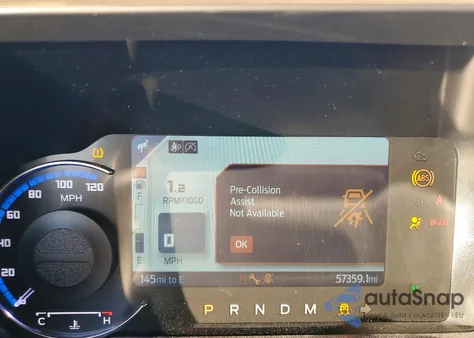 120
100
80
60
40
20
MPH
C H
F
E
1.2
RPMX1000
0
MPH
Pre-Collision
Assist
Not Available
OK
145mi to E 57359.1mi
P R N D M
ABS
BRAKE
autoSnap